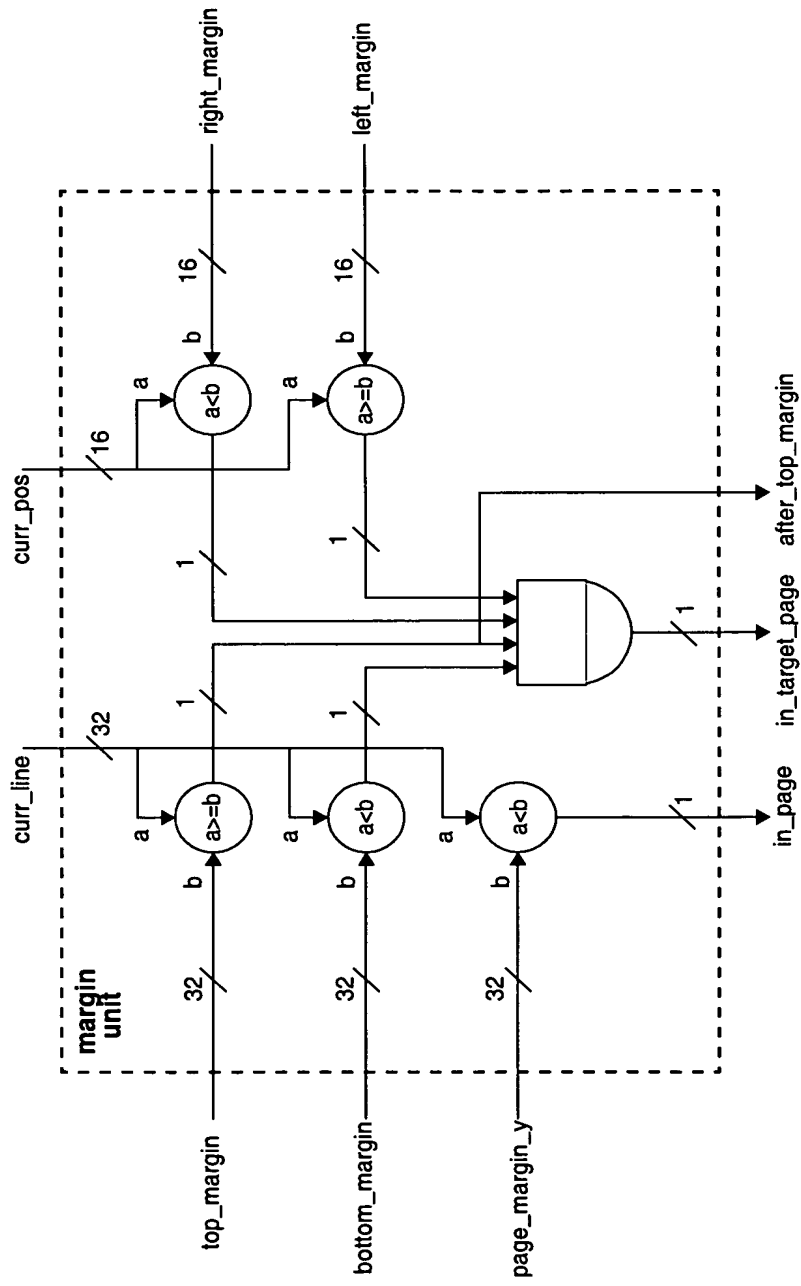 curr_line
curr_pos
margin
unit
32
16
a
a
top_margin
32
b
a>=b
1
1
a<b
b
16
right_margin
a
a
bottom_margin
32
b
a<b
1
1
a>=b
b
16
left_margin
a
page_margin_y
32
b
a<b
1
1
in_page
in_target_page
after_top_margin